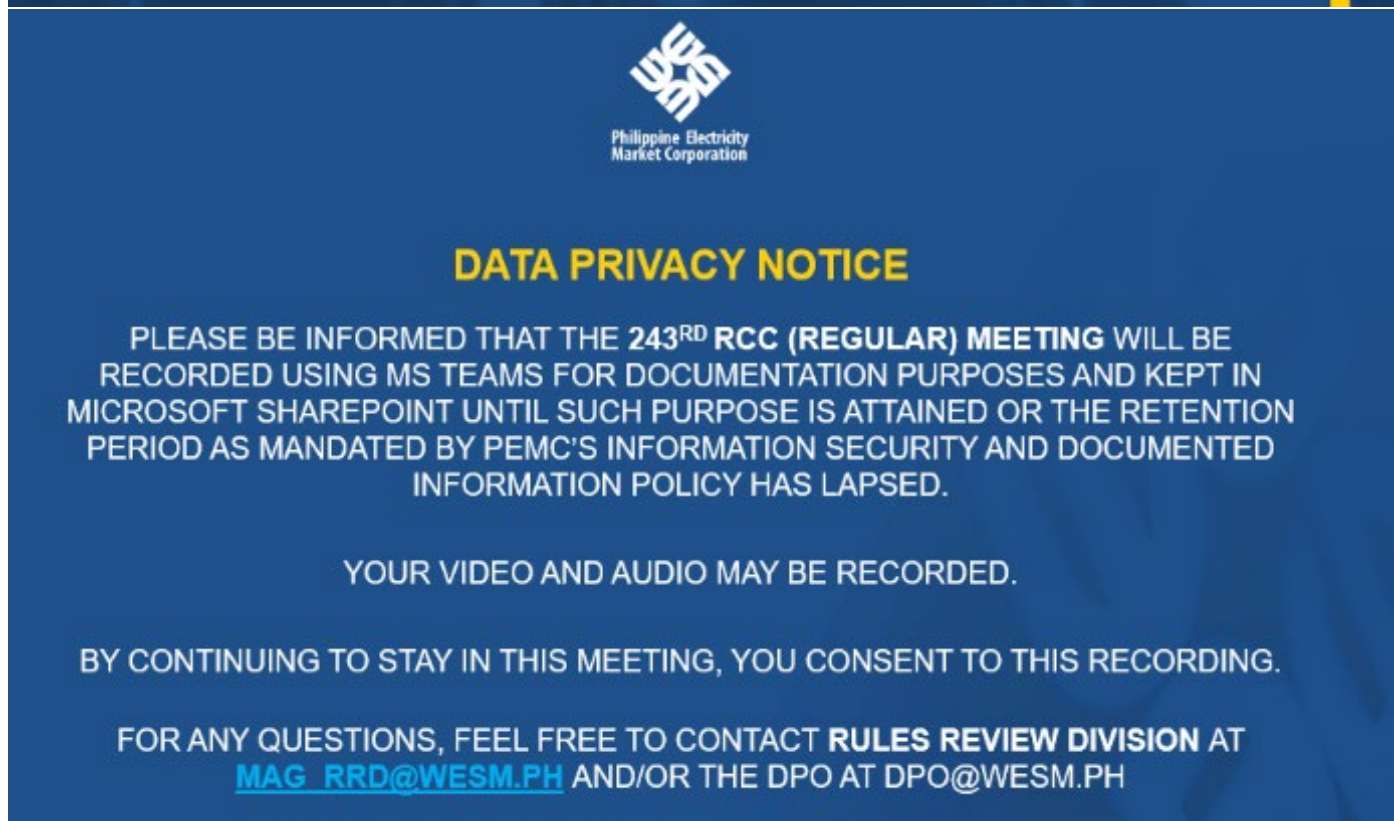 Philippine Electricity
Market Corporation
DATA PRIVACY NOTICE
PLEASE BE INFORMED THAT THE 243RD RCC (REGULAR) MEETING WILL BE
RECORDED USING MS TEAMS FOR DOCUMENTATION PURPOSES AND KEPT IN
MICROSOFT SHAREPOINT UNTIL SUCH PURPOSE IS ATTAINED OR THE RETENTION
PERIOD AS MANDATED BY PEMC'S INFORMATION SECURITY AND DOCUMENTED
INFORMATION POLICY HAS LAPSED.
YOUR VIDEO AND AUDIO MAY BE RECORDED.
BY CONTINUING TO STAY IN THIS MEETING, YOU CONSENT TO THIS RECORDING.
FOR ANY QUESTIONS, FEEL FREE TO CONTACT RULES REVIEW DIVISION AT
MAG_RRD@WESM.PH AND/OR THE DPO AT DPO@WESM.PH